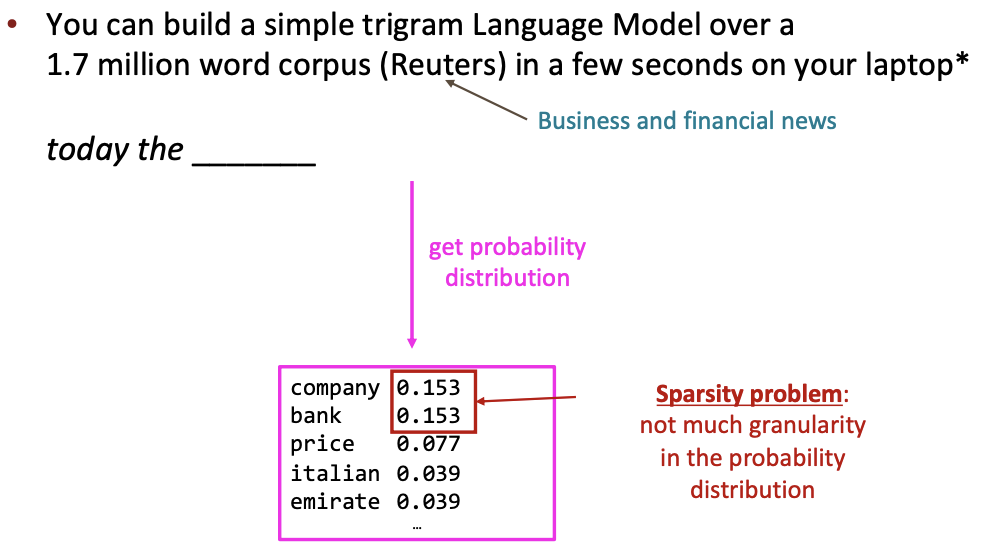 • You can build a simple trigram Language Model over a
1.7 million word corpus (Reuters) in a few seconds on your laptop*
Business and financial news
today the _______
get probability
distribution
company 0.153
bank 0.153
price 0.077
italian 0.039
emirate 0.039
…
Sparsity problem:
not much granularity
in the probability
distribution